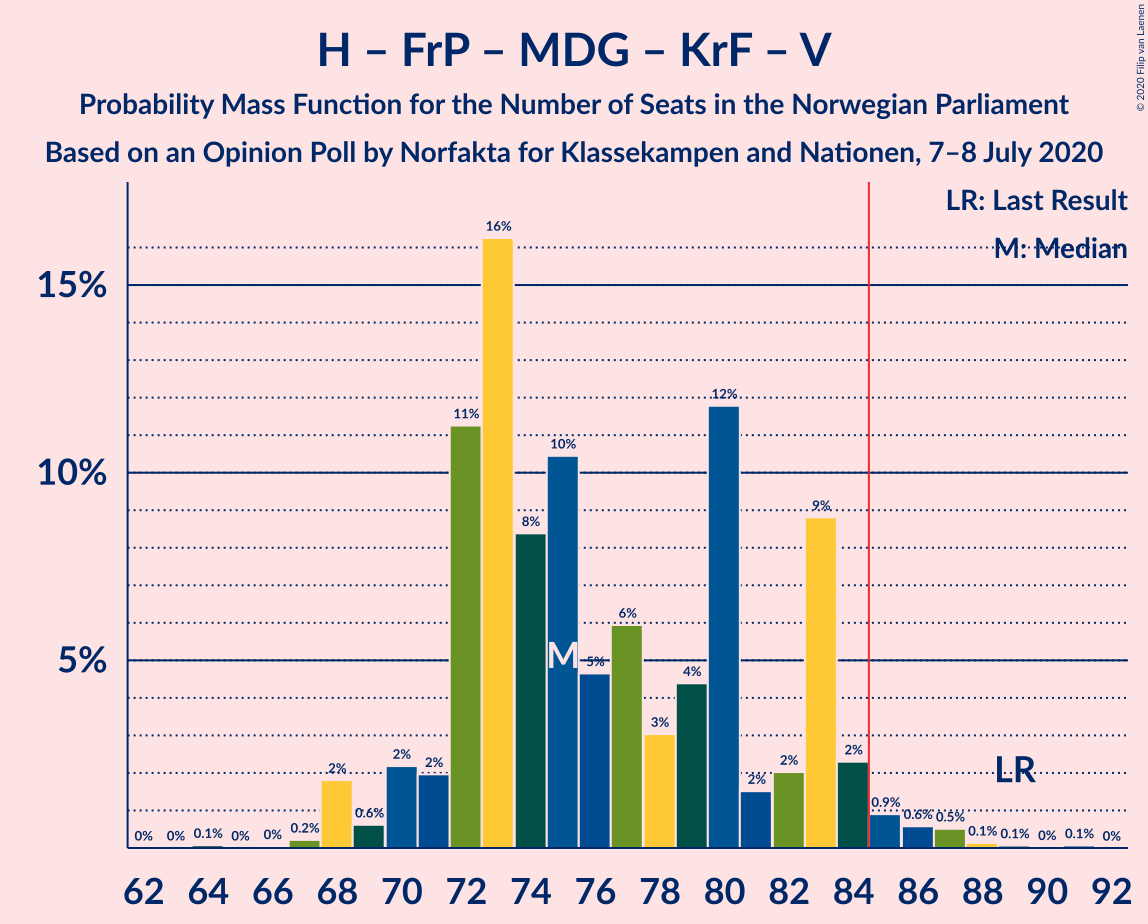 H – FrP – MDG – KrF – V
Probability Mass Function for the Number of Seats in the Norwegian Parliament
Based on an Opinion Poll by Norfakta for Klassekampen and Nationen, 7–8 July 2020
© 2020 Filip van Laenen
LR: Last Result
M: Median
15%
10%
5%
0% 0% 0.1% 0% 0% 0.2% 2% 0.6% 2% 2% 11% 16% 8% 10% 5% 6% 3% 4% 12% 2% 2% 9% 2% 0.9% 0.6% 0.5% 0.1% 0.1% 0% 0.1% 0%
M
LR
62 64 66 68 70 72 74 76 78 80 82 84 86 88 90 92